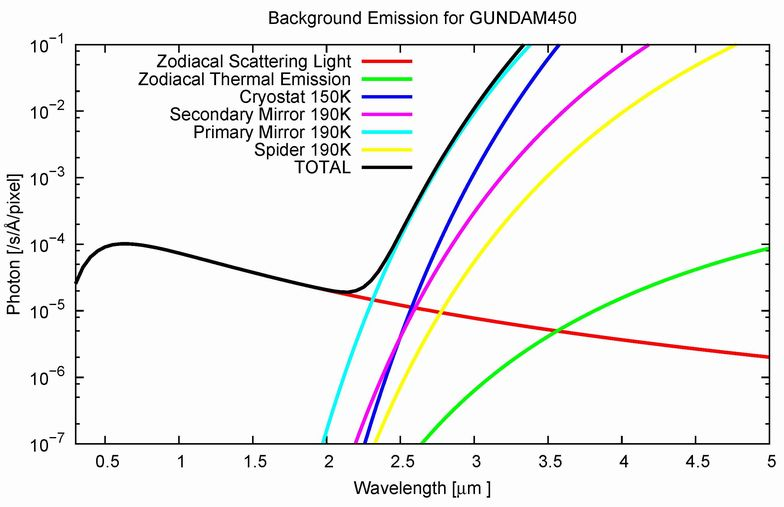 Background Emission for GUNDAM450
10⁻¹
10⁻²
10⁻³
10⁻⁴
10⁻⁵
10⁻⁶
10⁻⁷
Photon [/s/Å/pixel]
Zodiacal Scattering Light
Zodiacal Thermal Emission
Cryostat 150K
Secondary Mirror 190K
Primary Mirror 190K
Spider 190K
TOTAL
0.5 1 1.5 2 2.5 3 3.5 4 4.5 5
Wavelength [μm ]